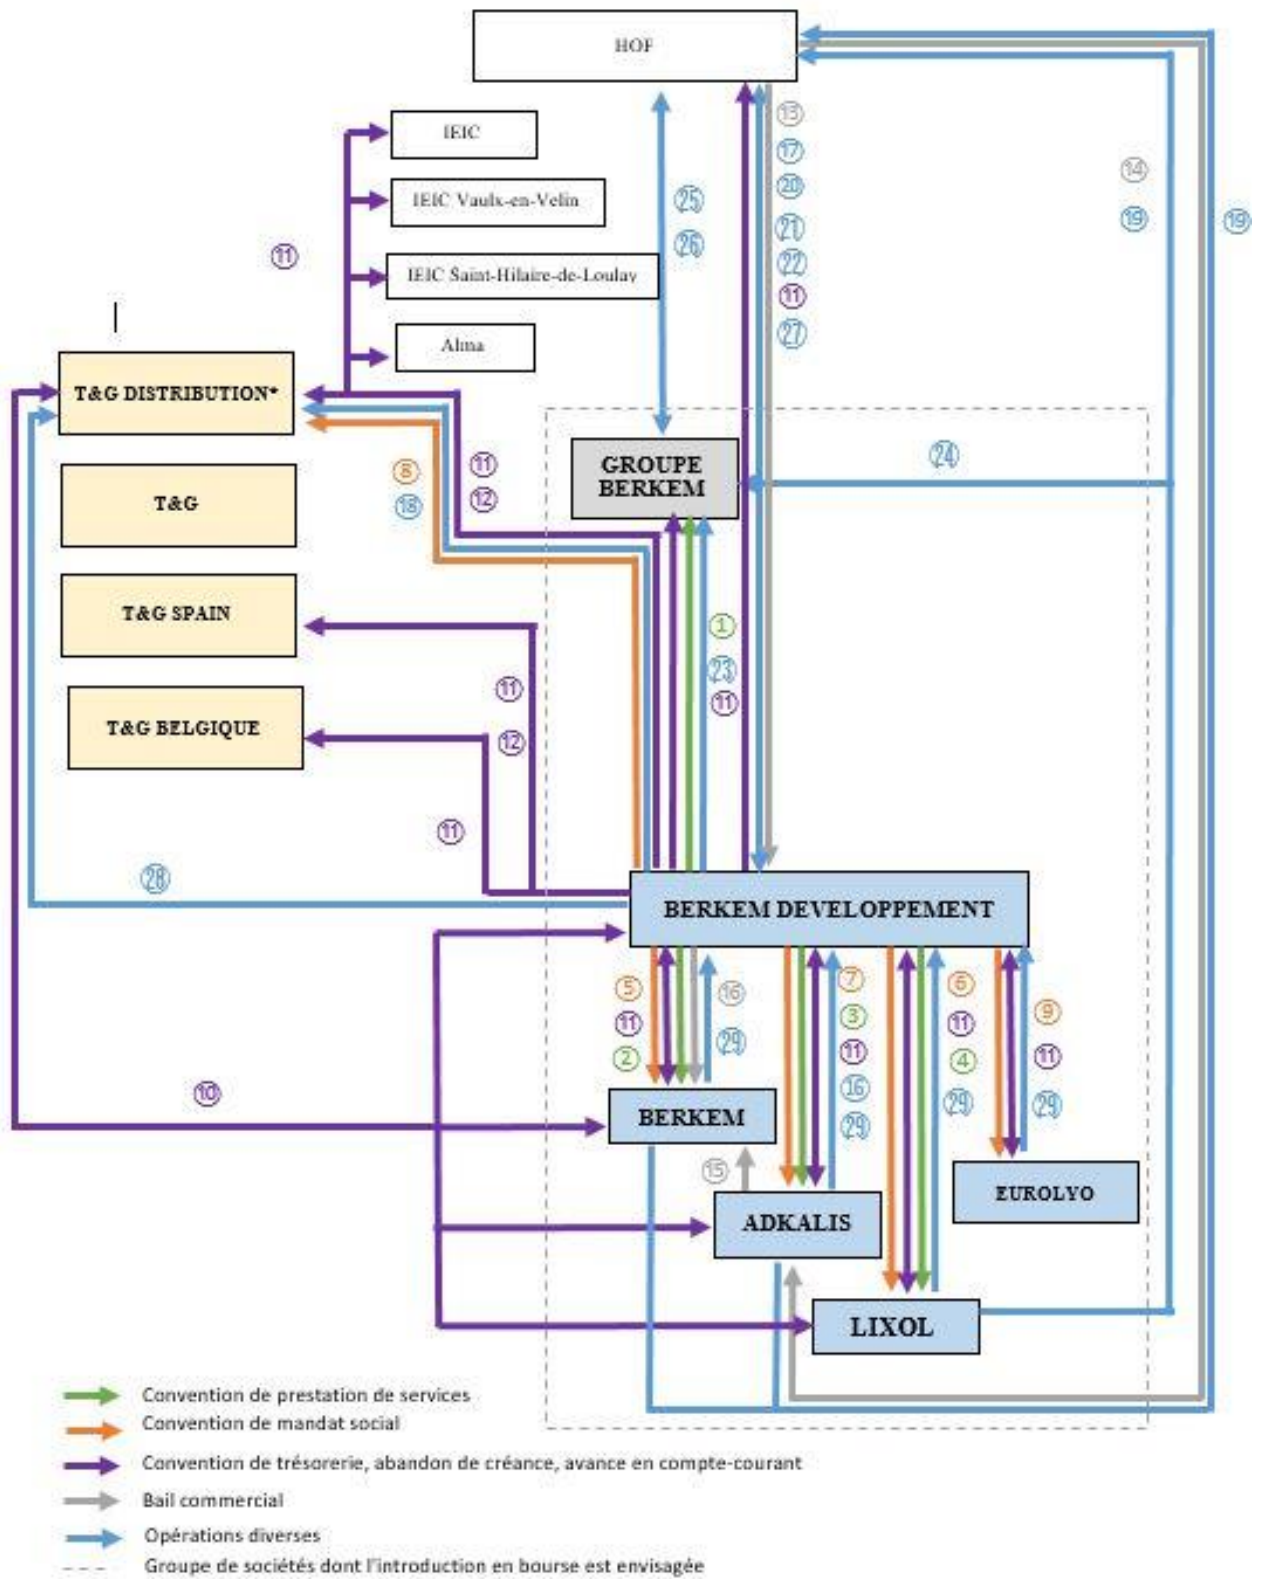 HOF
IEIC
⑬
⑰
⑭
IEIC Vaulx-en-Velin
⑳
㉕
⑲
⑲
㉑
㉖
⑪
㉒
IEIC Saint-Hilaire-de-Loulay
⑪
㉗
Alma
T&G DISTRIBUTION*
㉔
GROUPE
BERKEM
⑧
⑪
⑱
⑫
T&G
T&G SPAIN
①
㉓
⑪
⑪
T&G BELGIQUE
⑫
⑪
㉘
BERKEM DEVELOPPEMENT
⑤
⑯
⑦
⑥
⑪
③
⑪
⑨
②
㉙
⑪
④
⑪
⑩
⑯
㉙
㉙
㉙
BERKEM
⑮
EUROLYO
ADKALIS
LIXOL
Convention de prestation de services
Convention de mandat social
Convention de trésorerie, abandon de créance, avance en compte-courant
Bail commercial
Opérations diverses
Groupe de sociétés dont l'introduction en bourse est envisagée